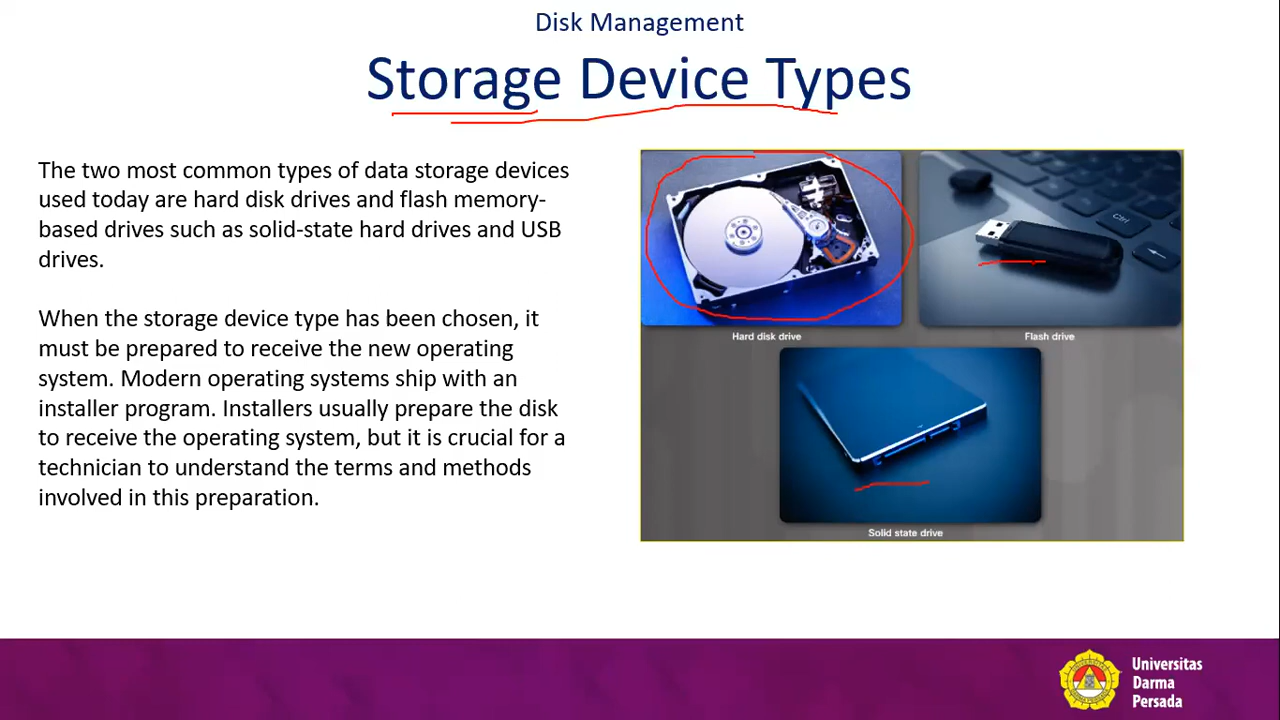 Disk Management
Storage Device Types
The two most common types of data storage devices
used today are hard disk drives and flash memory-
based drives such as solid-state hard drives and USB
drives.
When the storage device type has been chosen, it
must be prepared to receive the new operating
system. Modern operating systems ship with an
installer program. Installers usually prepare the disk
to receive the operating system, but it is crucial for a
technician to understand the terms and methods
involved in this preparation.
Ctrl
Hard disk drive
Flash drive
Solid state drive
Universitas
Darma
Persada